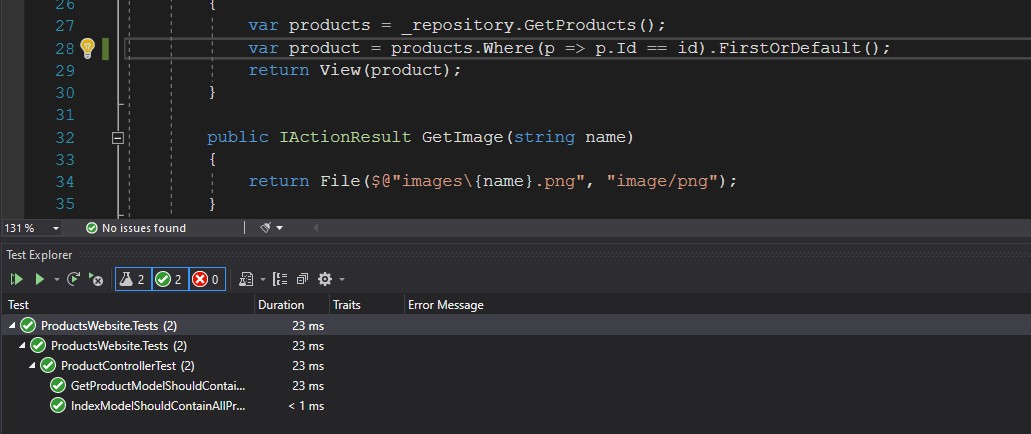 26 {
27 var products = _repository.GetProducts();
28 var product = products.Where(p => p.Id == id).FirstOrDefault();
29 return View(product);
30 }
31
32 public IActionResult GetImage(string name)
33 {
34 return File($@"images\{name}.png", "image/png");
35 }
131 % No issues found
Test Explorer
2 2 0
Test Duration Traits Error Message
ProductsWebsite.Tests (2) 23 ms
ProductsWebsite.Tests (2) 23 ms
ProductControllerTest (2) 23 ms
GetProductModelShouldContai... 23 ms
IndexModelShouldContainAllPr... < 1 ms